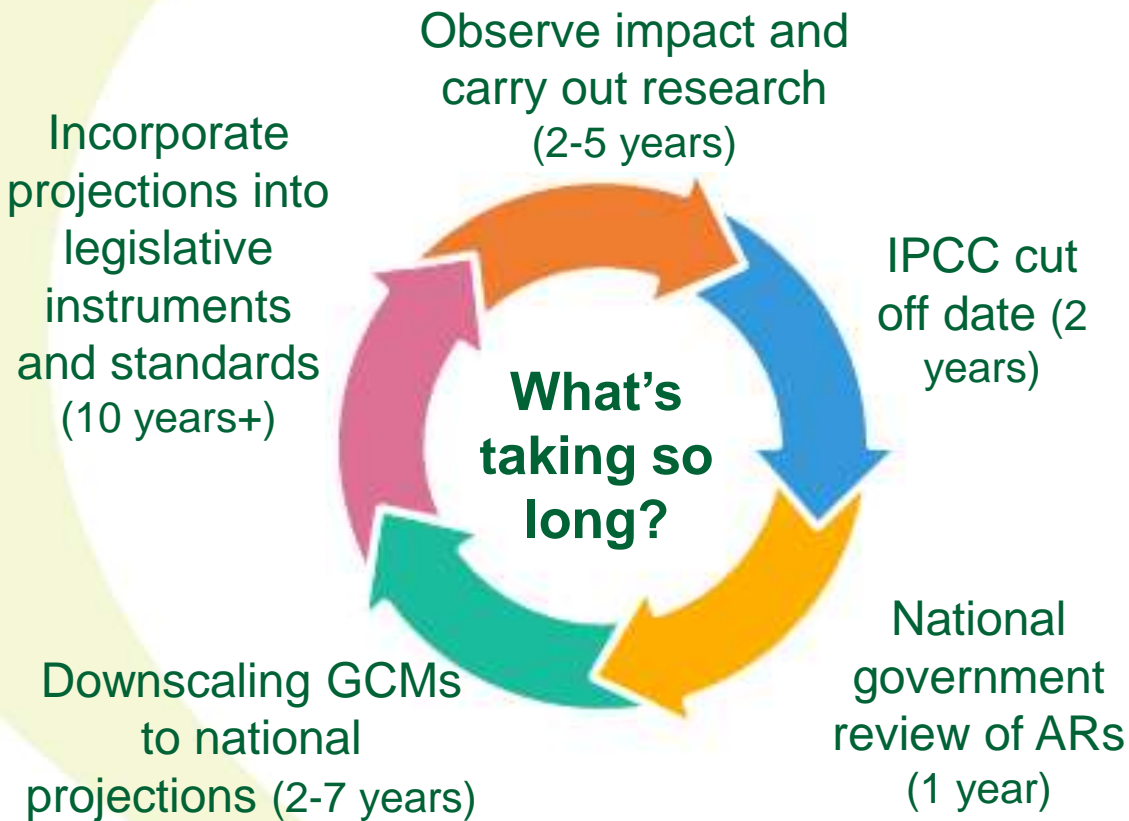 Observe impact and
carry out research
(2-5 years)
IPCC cut
off date (2
years)
National
government
review of ARs
(1 year)
Downscaling GCMs
to national
projections (2-7 years)
Incorporate
projections into
legislative
instruments
and standards
(10 years+)
What’s
taking so
long?